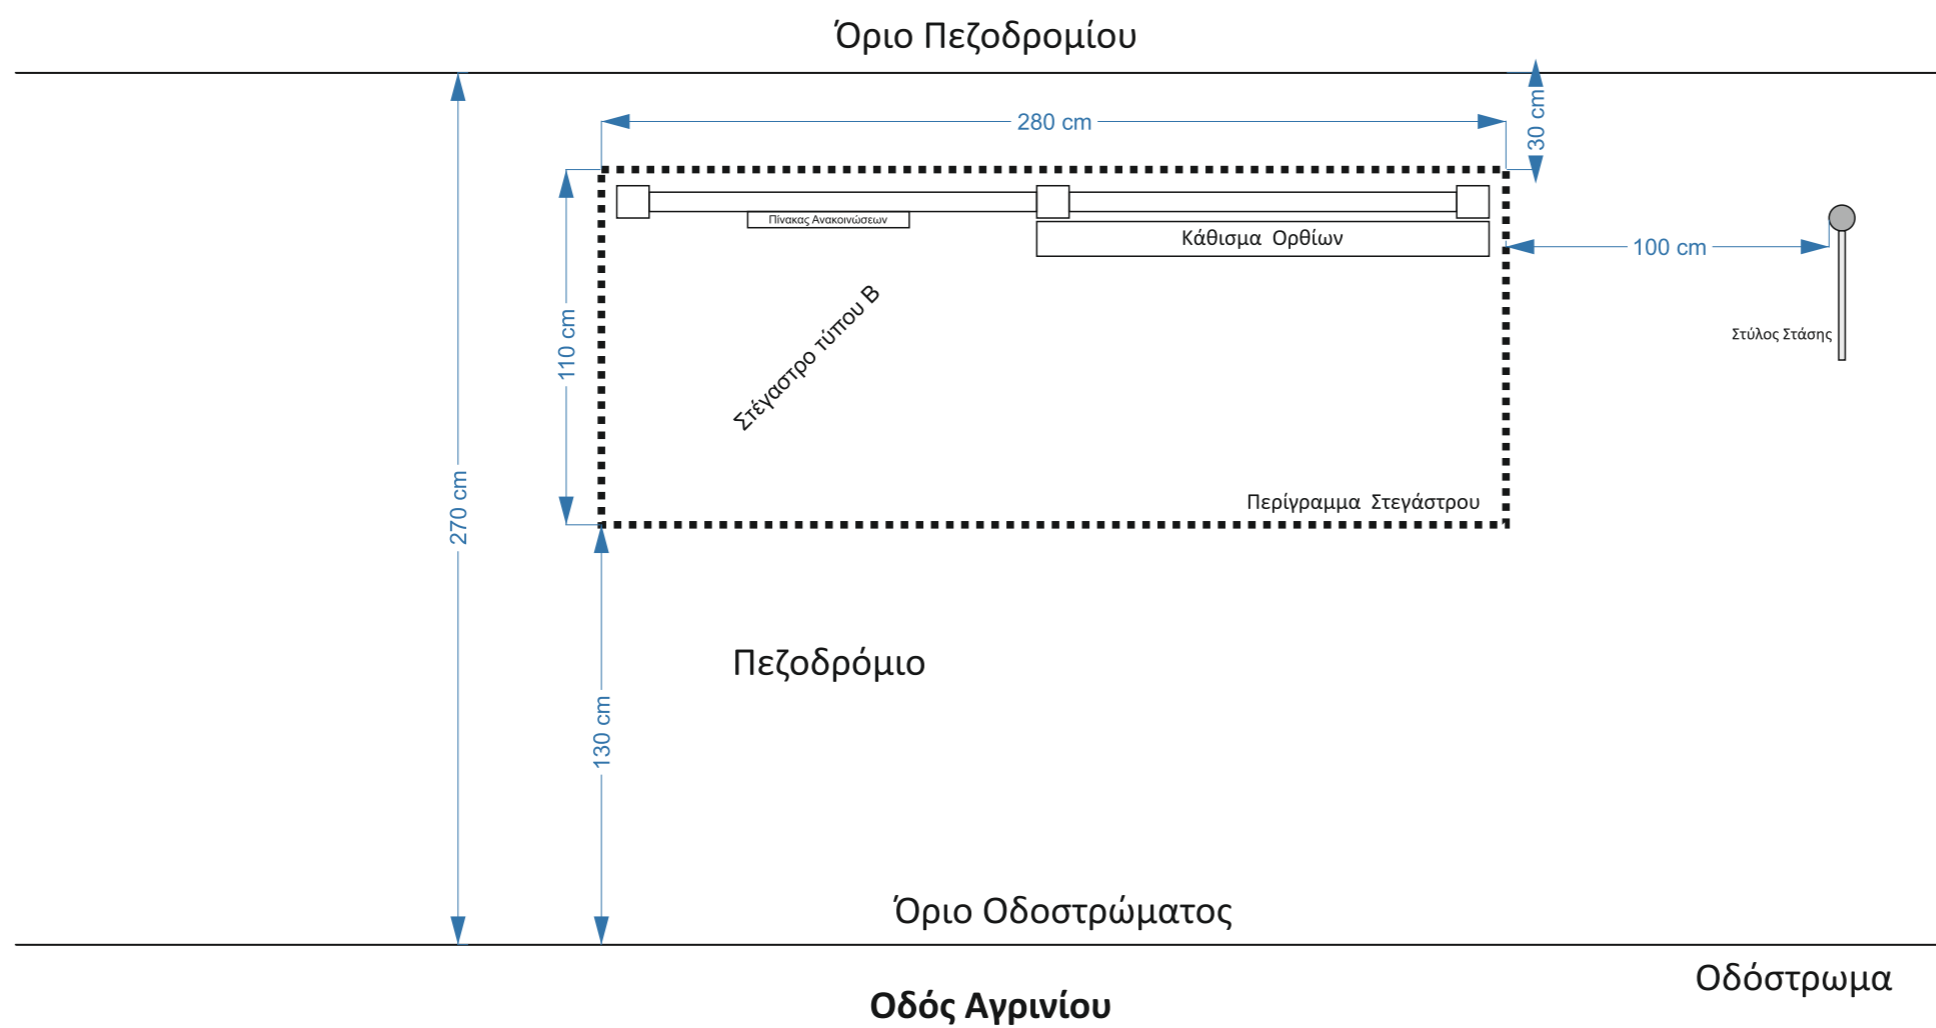 Όριο Πεζοδρομίου
280 cm
30 cm
Πίνακας Ανακοινώσεων
Κάθισμα Ορθίων
100 cm
Στέγαστρο τύπου Β
110 cm
Στύλος Στάσης
Περίγραμμα Στεγάστρου
270 cm
Πεζοδρόμιο
130 cm
Όριο Οδοστρώματος
Οδόστρωμα
Οδός Αγρινίου